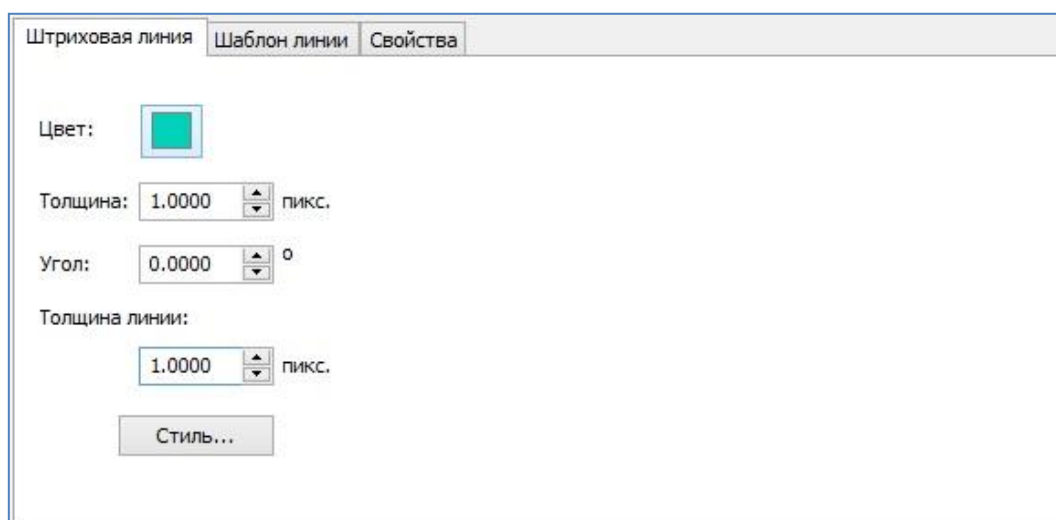 Штриховая линия Шаблон линии Свойства
Цвет:
Толщина: 1.0000 пикс.
Угол: 0.0000 °
Толщина линии:
1.0000 пикс.
Стиль...